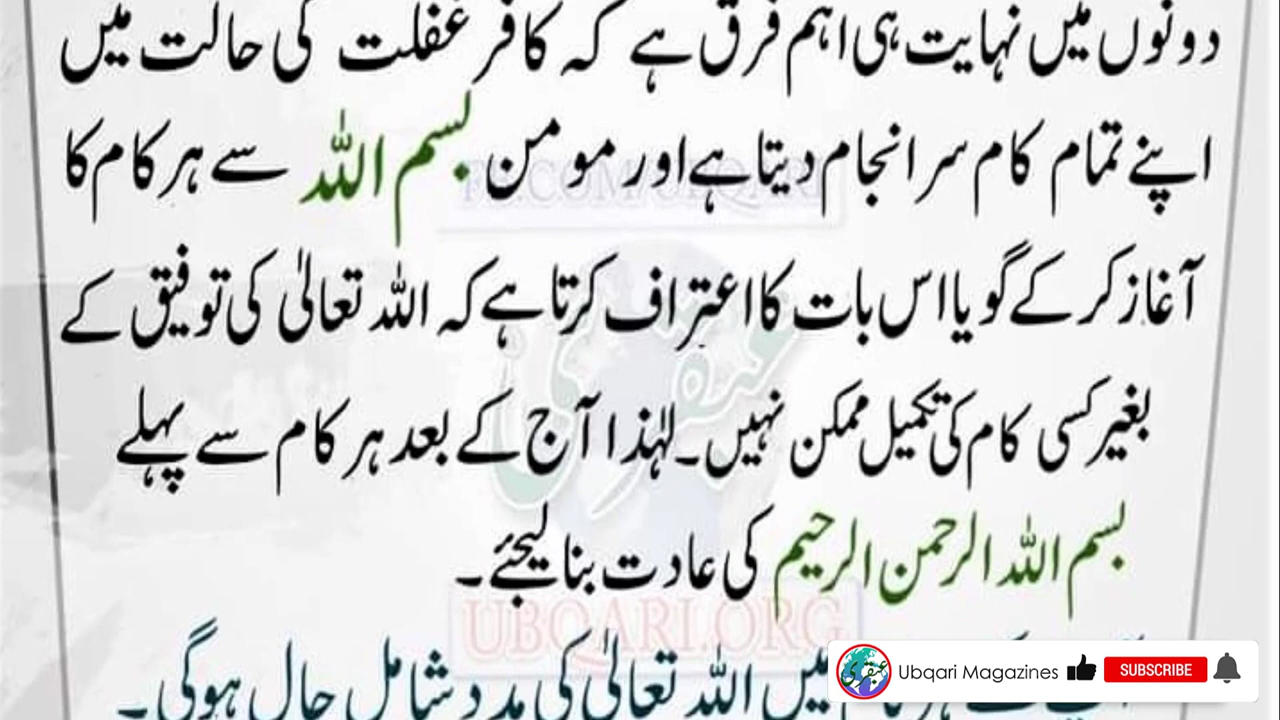 دونوں میں نہایت ہی اہم فرق ہے کہ کافر غفلت کی حالت میں
اپنے تمام کام سر انجام دیتا ہے اور مومن بسم اللہ سے ہر کام کا
آغاز کر کے گویا اس بات کا اعتراف کرتا ہے کہ اللہ تعالیٰ کی توفیق کے
بغیر کسی کام کی تکمیل ممکن نہیں۔ لہٰذا آج کے بعد ہر کام سے پہلے
بسم اللہ الرحمن الرحیم کی عادت بنا لیجئے۔
میں اللہ تعالیٰ کی مدد شامل حال ہوگی۔
UBQARI.ORG
عبقری
Ubqari Magazines SUBSCRIBE